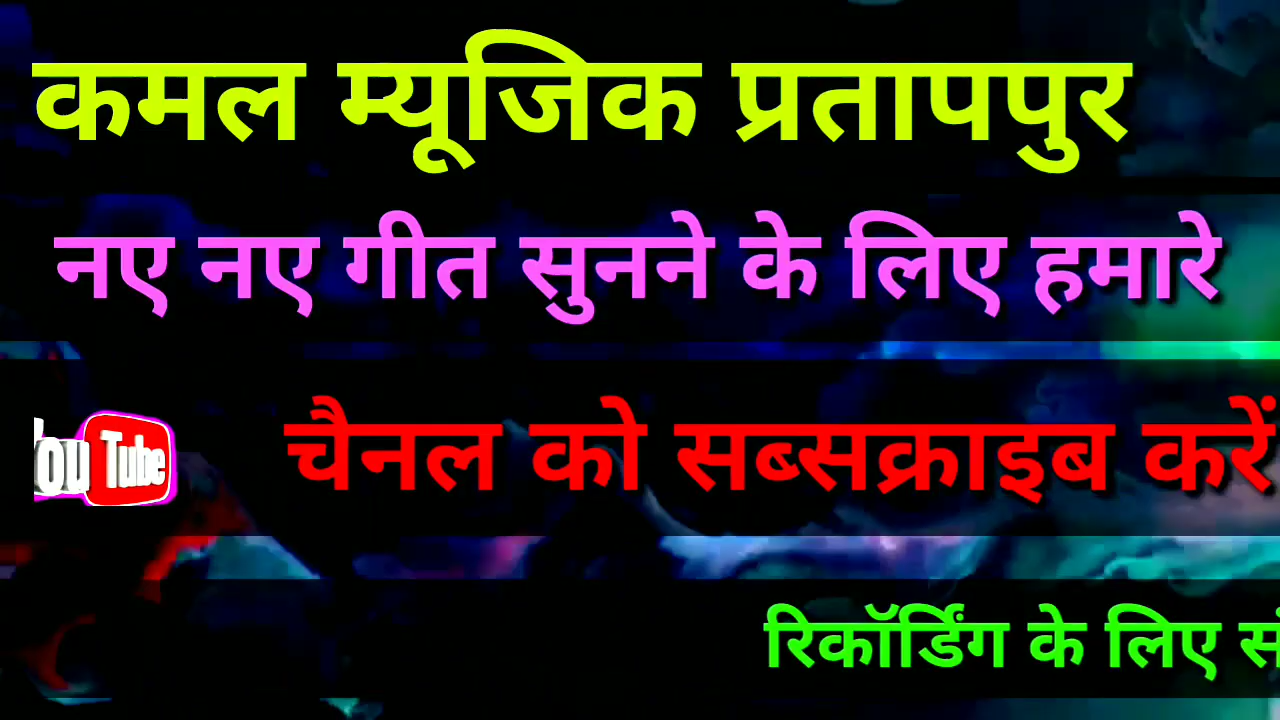 कमल म्यूजिक प्रतापपुर
नए नए गीत सुनने के लिए हमारे
YouTube चैनल को सब्सक्राइब करें
रिकॉर्डिंग के लिए